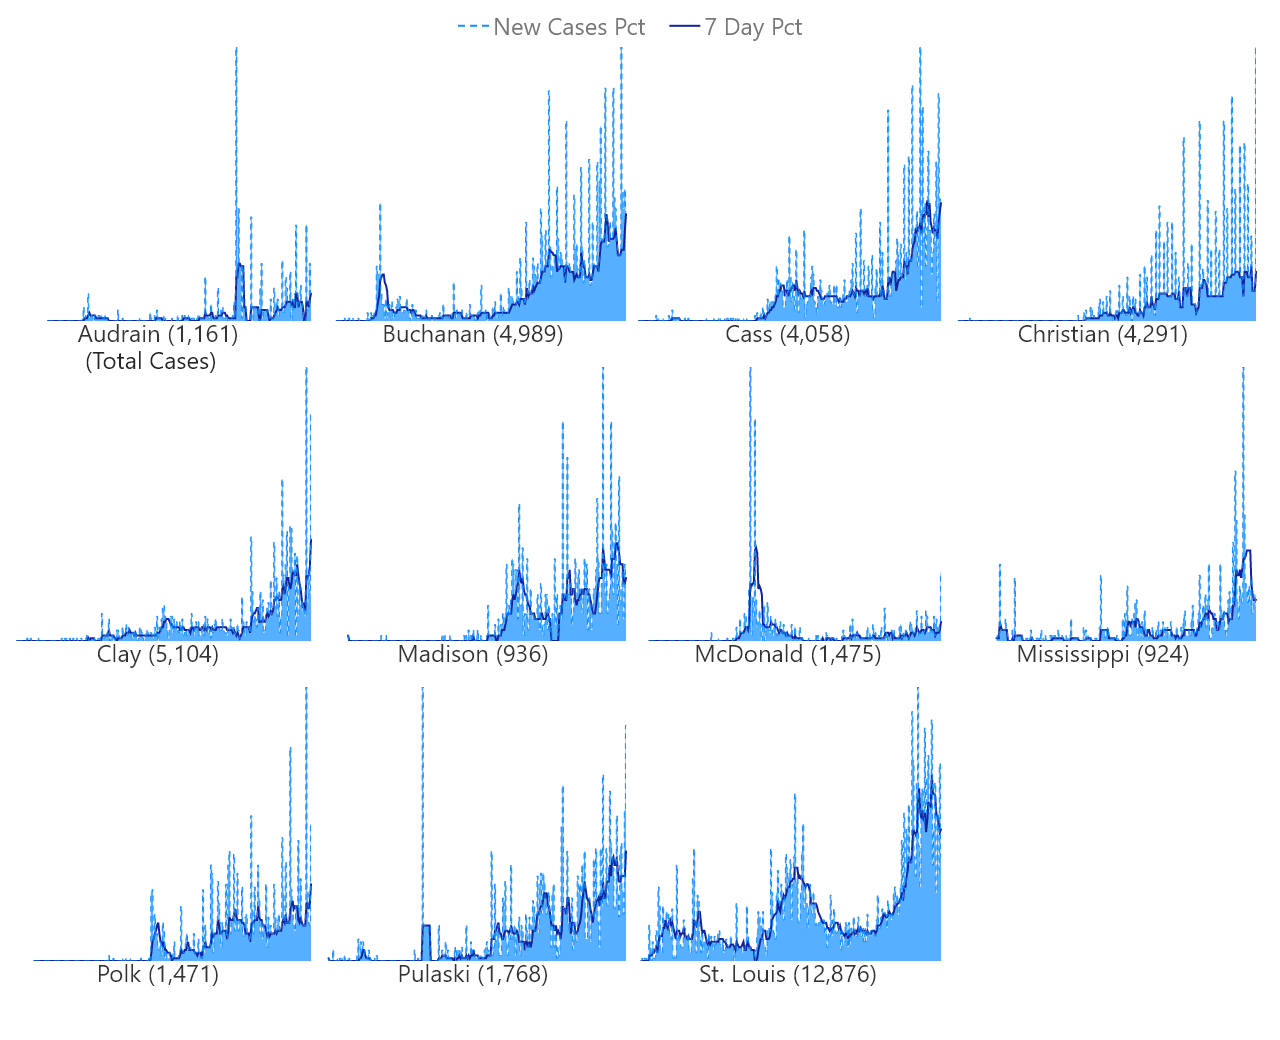 New Cases Pct 7 Day Pct
Audrain (1,161) Buchanan (4,989) Cass (4,058) Christian (4,291)
(Total Cases)
Clay (5,104) Madison (936) McDonald (1,475) Mississippi (924)
Polk (1,471) Pulaski (1,768) St. Louis (12,876)